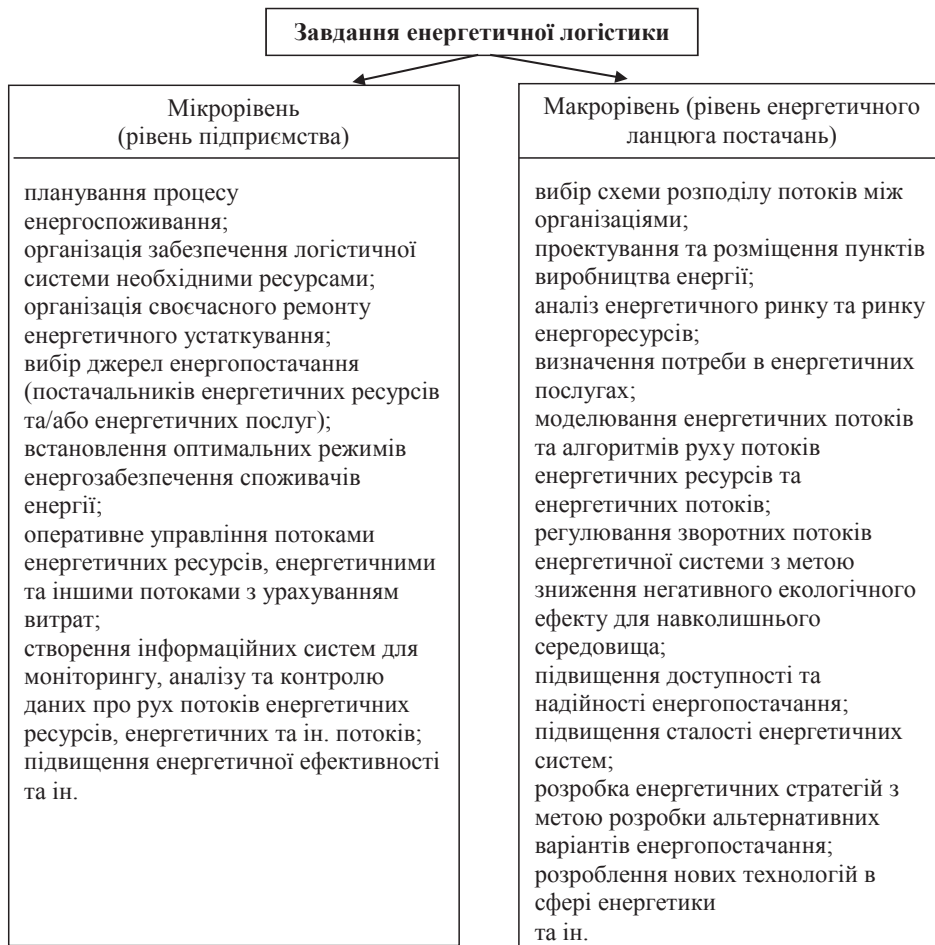 Завдання енергетичної логістики
Мікрорівень
(рівень підприємства)
планування процесу
енергоспоживання;
організація забезпечення логістичної
системи необхідними ресурсами;
організація своєчасного ремонту
енергетичного устаткування;
вибір джерел енергопостачання
(постачальників енергетичних ресурсів
та/або енергетичних послуг);
встановлення оптимальних режимів
енергозабезпечення споживачів
енергії;
оперативне управління потоками
енергетичних ресурсів, енергетичними
та іншими потоками з урахуванням
витрат;
створення інформаційних систем для
моніторингу, аналізу та контролю
даних про рух потоків енергетичних
ресурсів, енергетичних та ін. потоків;
підвищення енергетичної ефективності
та ін.
Макрорівень (рівень енергетичного
ланцюга постачань)
вибір схеми розподілу потоків між
організаціями;
проектування та розміщення пунктів
виробництва енергії;
аналіз енергетичного ринку та ринку
енергоресурсів;
визначення потреби в енергетичних
послугах;
моделювання енергетичних потоків
та алгоритмів руху потоків
енергетичних ресурсів та
енергетичних потоків;
регулювання зворотних потоків
енергетичної системи з метою
зниження негативного екологічного
ефекту для навколишнього
середовища;
підвищення доступності та
надійності енергопостачання;
підвищення сталості енергетичних
систем;
розробка енергетичних стратегій з
метою розробки альтернативних
варіантів енергопостачання;
розроблення нових технологій в
сфері енергетики
та ін.